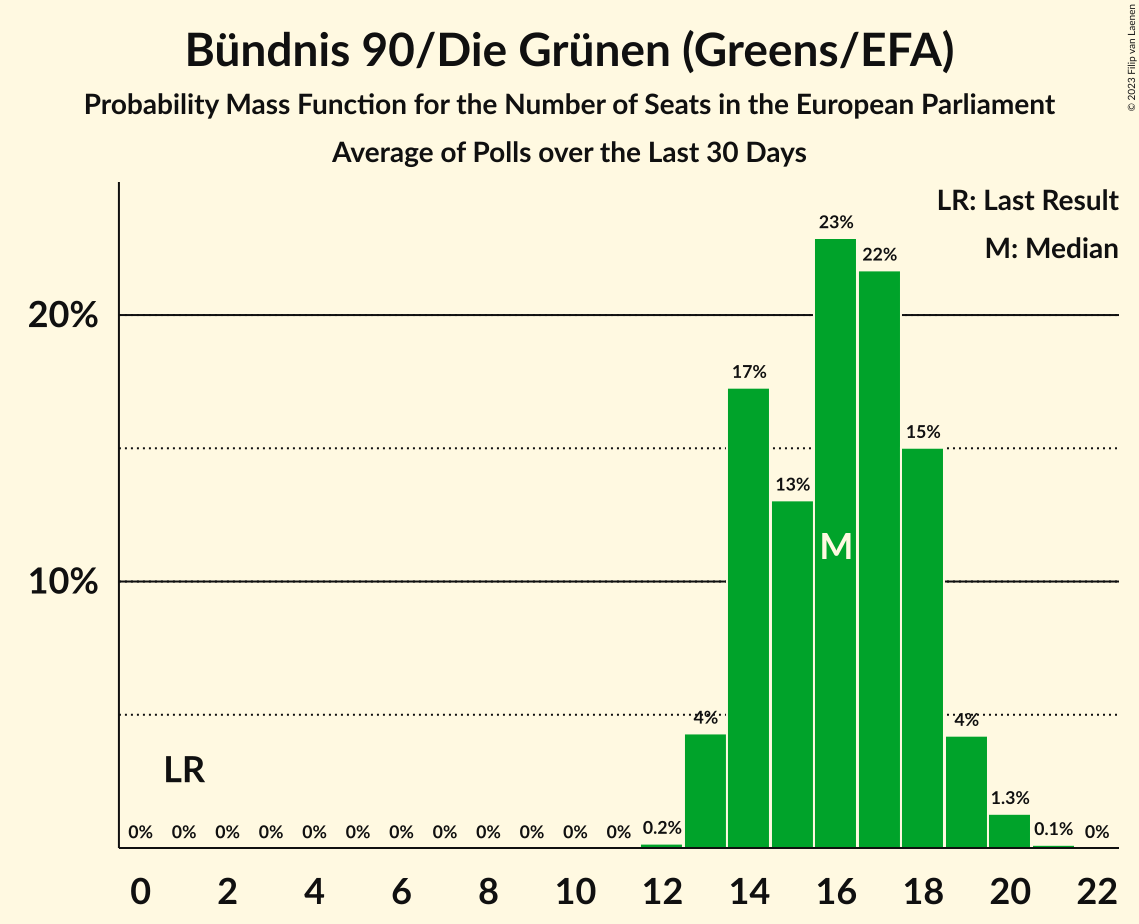 Bündnis 90/Die Grünen (Greens/EFA)
Probability Mass Function for the Number of Seats in the European Parliament
Average of Polls over the Last 30 Days
© 2023 Filip van Laenen
LR: Last Result
M: Median
20%
10%
23%
22%
17%
15%
13%
M
4%
4%
LR
1.3%
0% 0% 0% 0% 0% 0% 0% 0% 0% 0% 0% 0% 0.2% 0.1% 0%
0 2 4 6 8 10 12 14 16 18 20 22